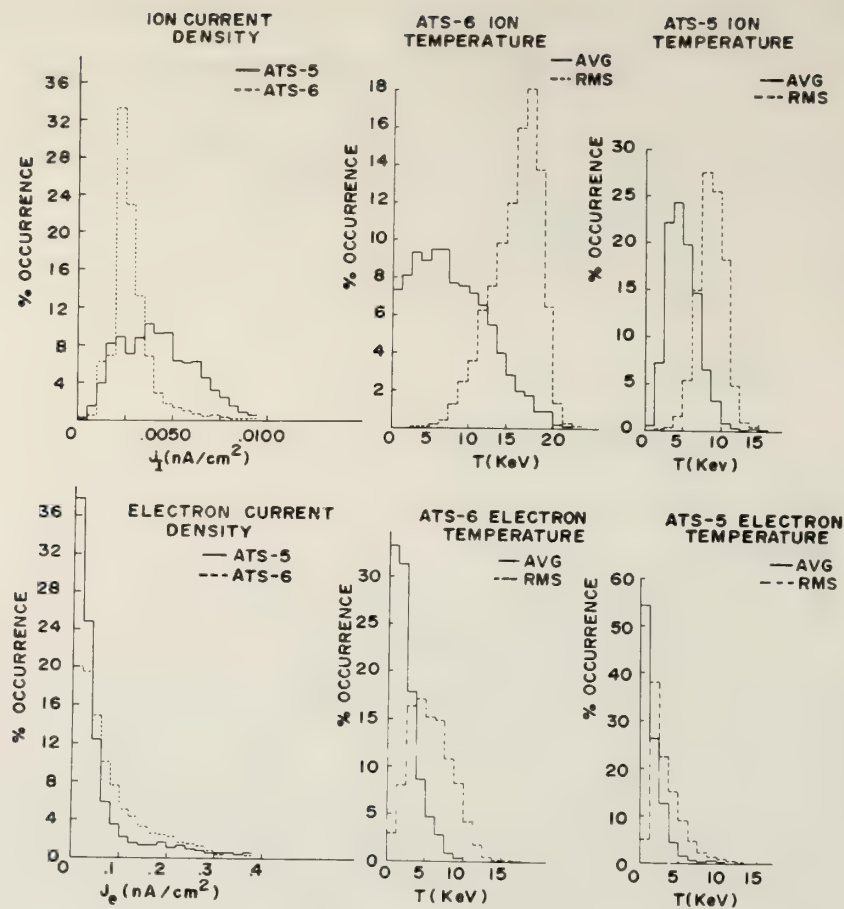 ION CURRENT
DENSITY
ATS-5
ATS-6
36
32
28
24
20
16
12
8
4
% OCCURRENCE
0 .0050 .0100
J_I(nA/cm²)
ATS-6 ION
TEMPERATURE
AVG
RMS
18
16
14
12
10
8
6
4
2
% OCCURRENCE
5 10 15 20
T(KeV)
ATS-5 ION
TEMPERATURE
AVG
RMS
30
25
20
15
10
5
0
% OCCURRENCE
0 5 10 15
T(Kev)
ELECTRON CURRENT
DENSITY
ATS-5
ATS-6
36
32
28
24
20
16
12
8
4
0
% OCCURRENCE
0 .1 .2 .3 .4
J_e(nA/cm²)
ATS-6 ELECTRON
TEMPERATURE
AVG
RMS
30
25
20
15
10
5
0
% OCCURRENCE
0 5 10 15
T(KeV)
ATS-5 ELECTRON
TEMPERATURE
AVG
RMS
60
50
40
30
20
10
0
% OCCURRENCE
0 5 10 15
T(KeV)